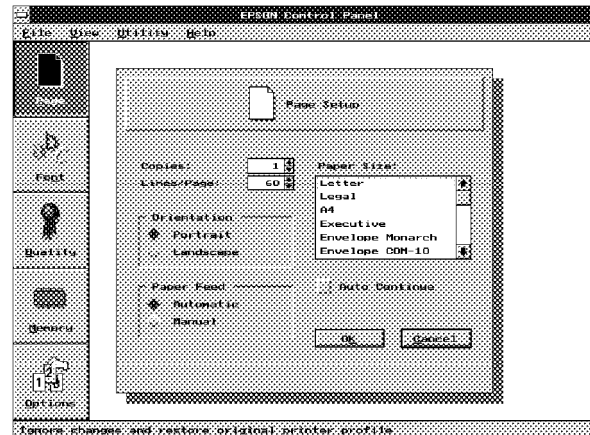 EPSON Control Panel
File View Utility Help
Page
Font
Quality
Memory
Options
Page Setup
Copies: 1
Lines/Page: 60
Orientation
Portrait
Landscape
Paper Feed
Automatic
Manual
Paper Size:
Letter
Legal
A4
Executive
Envelope Monarch
Envelope COM-10
Auto Continue
OK
Cancel
Ignore changes and restore original printer profile